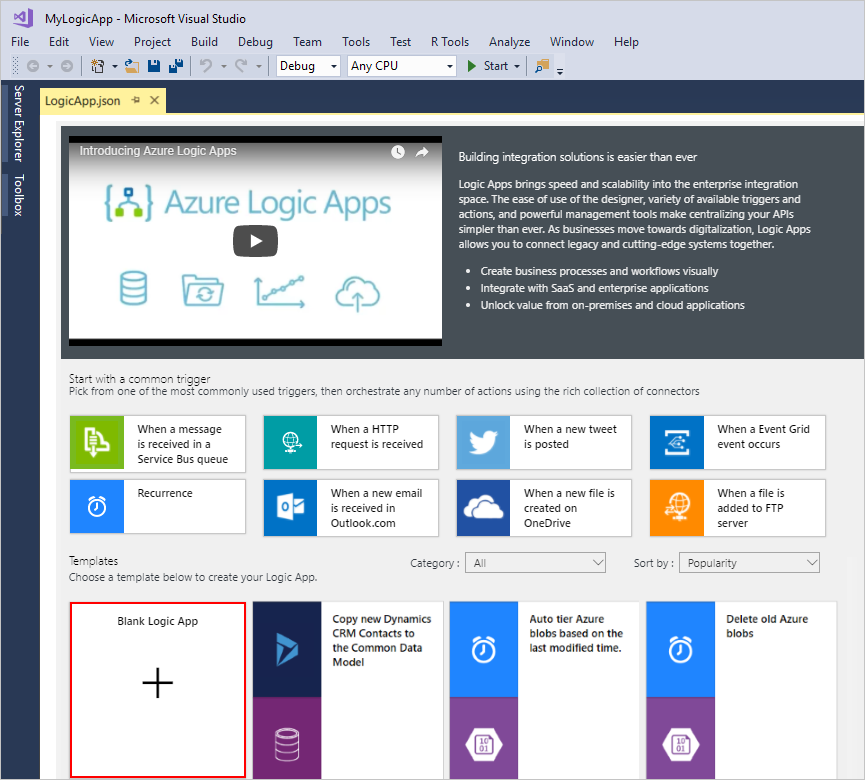 MyLogicApp - Microsoft Visual Studio
File Edit View Project Build Debug Team Tools Test R Tools Analyze Window Help
Debug Any CPU Start
Server Explorer
Toolbox
LogicApp.json
Introducing Azure Logic Apps
Azure Logic Apps
Building integration solutions is easier than ever
Logic Apps brings speed and scalability into the enterprise integration
space. The ease of use of the designer, variety of available triggers and
actions, and powerful management tools make centralizing your APIs
simpler than ever. As businesses move towards digitalization, Logic Apps
allows you to connect legacy and cutting-edge systems together.
• Create business processes and workflows visually
• Integrate with SaaS and enterprise applications
• Unlock value from on-premises and cloud applications
Start with a common trigger
Pick from one of the most commonly used triggers, then orchestrate any number of actions using the rich collection of connectors
When a message
is received in a
Service Bus queue
When a HTTP
request is received
When a new tweet
is posted
When a Event Grid
event occurs
Recurrence
When a new email
is received in
Outlook.com
When a new file is
created on
OneDrive
When a file is
added to FTP
server
Templates
Choose a template below to create your Logic App.
Category : All
Sort by : Popularity
Blank Logic App
Copy new Dynamics
CRM Contacts to
the Common Data
Model
Auto tier Azure
blobs based on the
last modified time.
10
01
Delete old Azure
blobs
10
01